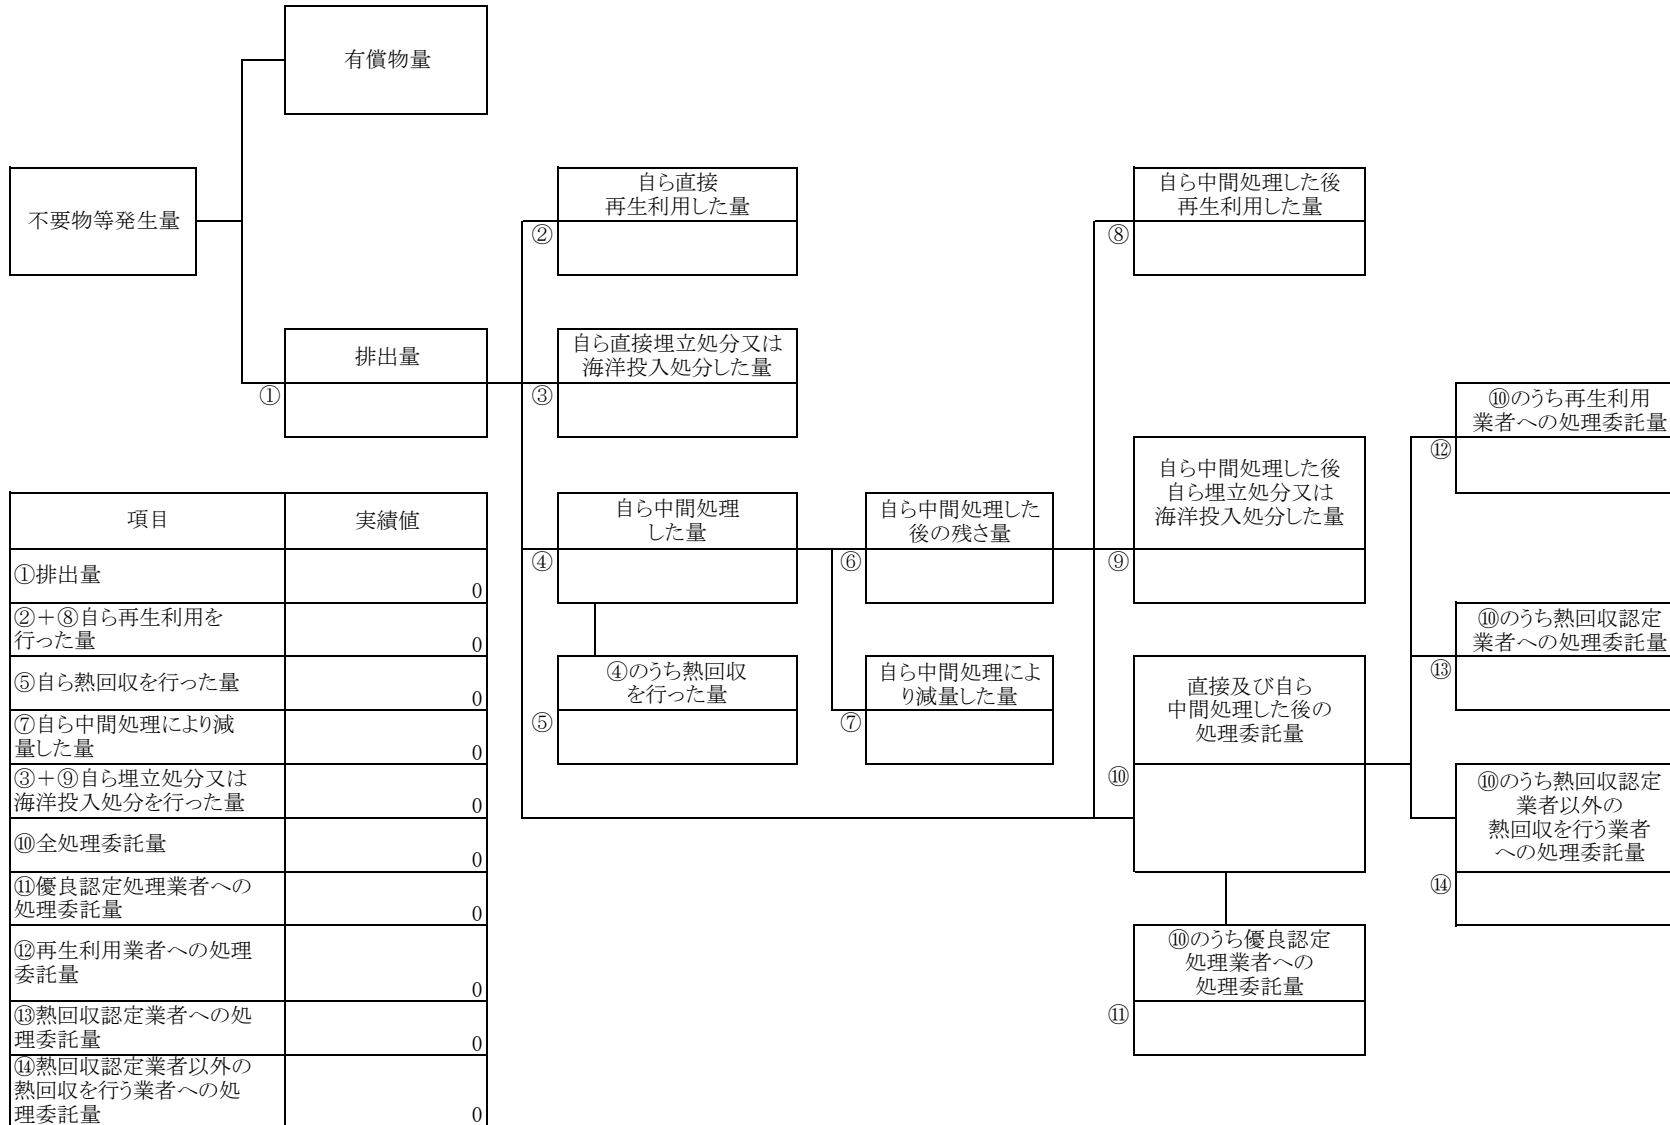 有償物量
不要物等発生量
自ら直接
再生利用した量
②
自ら中間処理した後
再生利用した量
⑧
排出量
①
自ら直接埋立処分又は
海洋投入処分した量
③
⑩のうち再生利用
業者への処理委託量
⑫
自ら中間処理
した量
④
自ら中間処理した
後の残さ量
⑥
自ら中間処理した後
自ら埋立処分又は
海洋投入処分した量
⑨
⑩のうち熱回収認定
業者への処理委託量
⑬
④のうち熱回収
を行った量
⑤
自ら中間処理によ
り減量した量
⑦
直接及び自ら
中間処理した後の
処理委託量
⑩
⑩のうち熱回収認定
業者以外の
熱回収を行う業者
への処理委託量
⑭
⑩のうち優良認定
処理業者への
処理委託量
⑪
項目 実績値
①排出量
0
②＋⑧自ら再生利用を
行った量 0
⑤自ら熱回収を行った量
0
⑦自ら中間処理により減
量した量 0
③＋⑨自ら埋立処分又は
海洋投入処分を行った量 0
⑩全処理委託量
0
⑪優良認定処理業者への
処理委託量 0
⑫再生利用業者への処理
委託量
0
⑬熱回収認定業者への処
理委託量 0
⑭熱回収認定業者以外の
熱回収を行う業者への処
理委託量 0